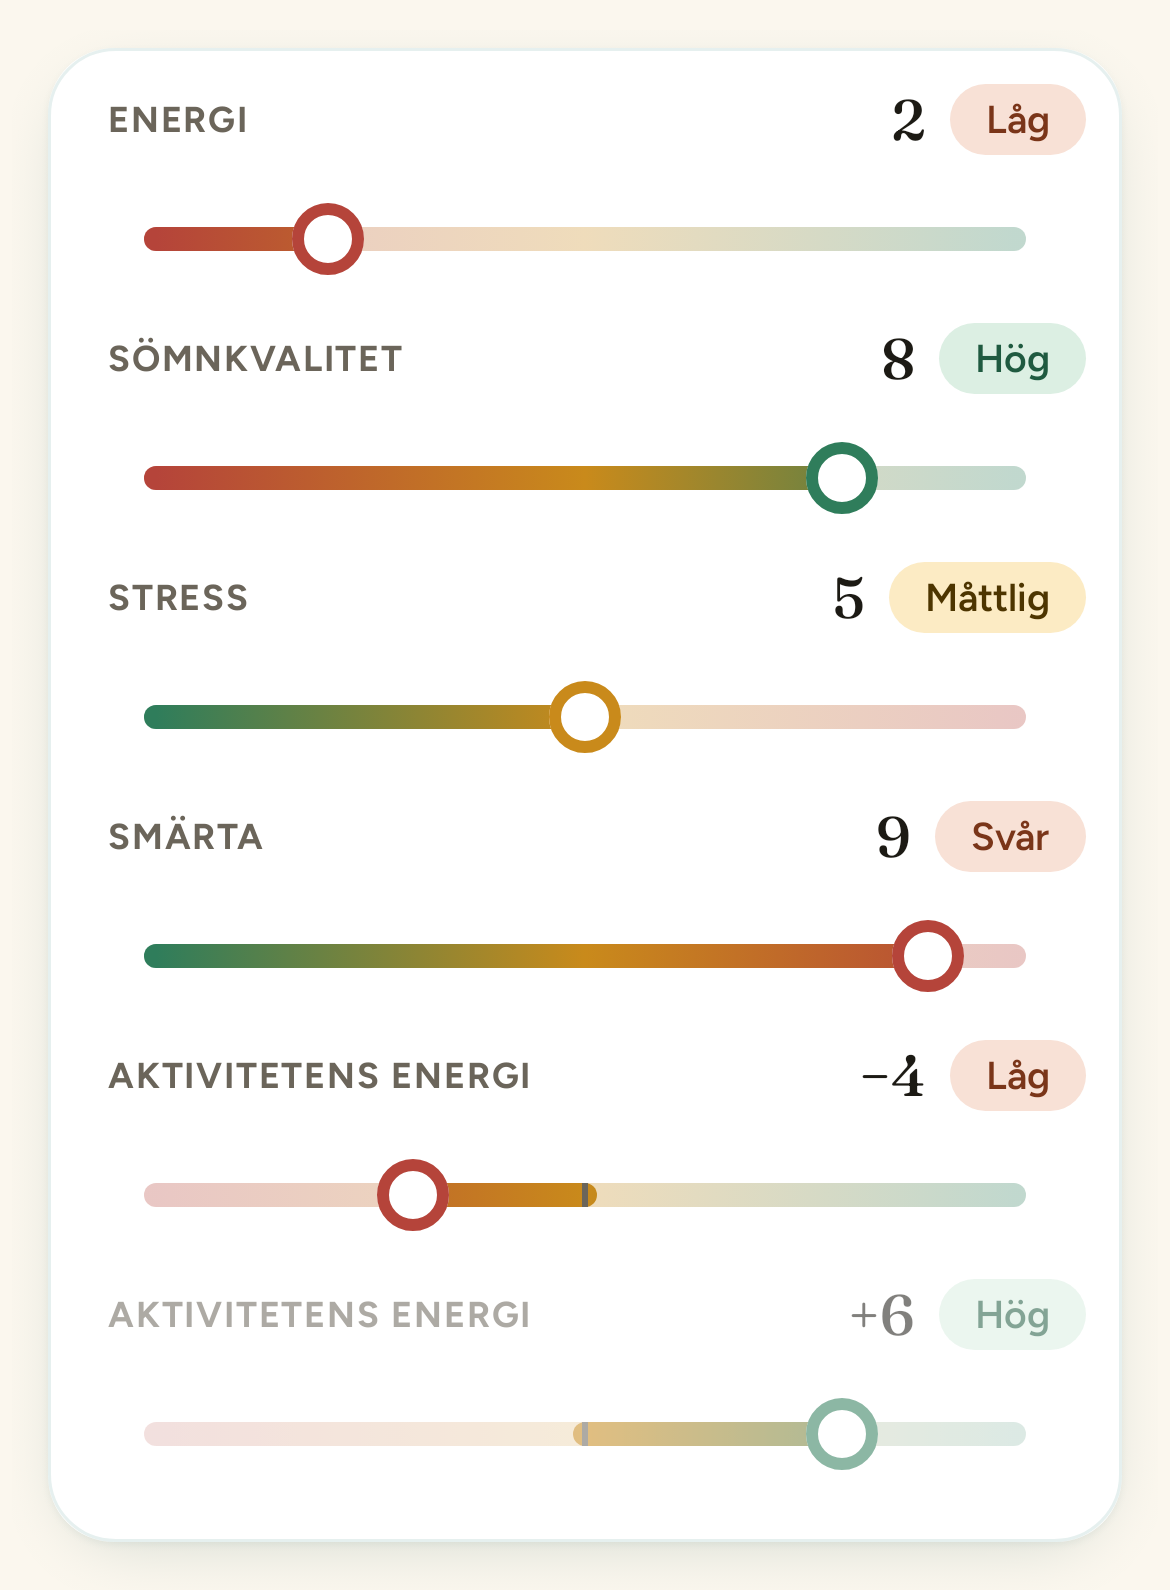 ENERGI 2 Låg
SÖMNKVALITET 8 Hög
STRESS 5 Måttlig
SMÄRTA 9 Svår
AKTIVITETENS ENERGI −4 Låg
AKTIVITETENS ENERGI +6 Hög